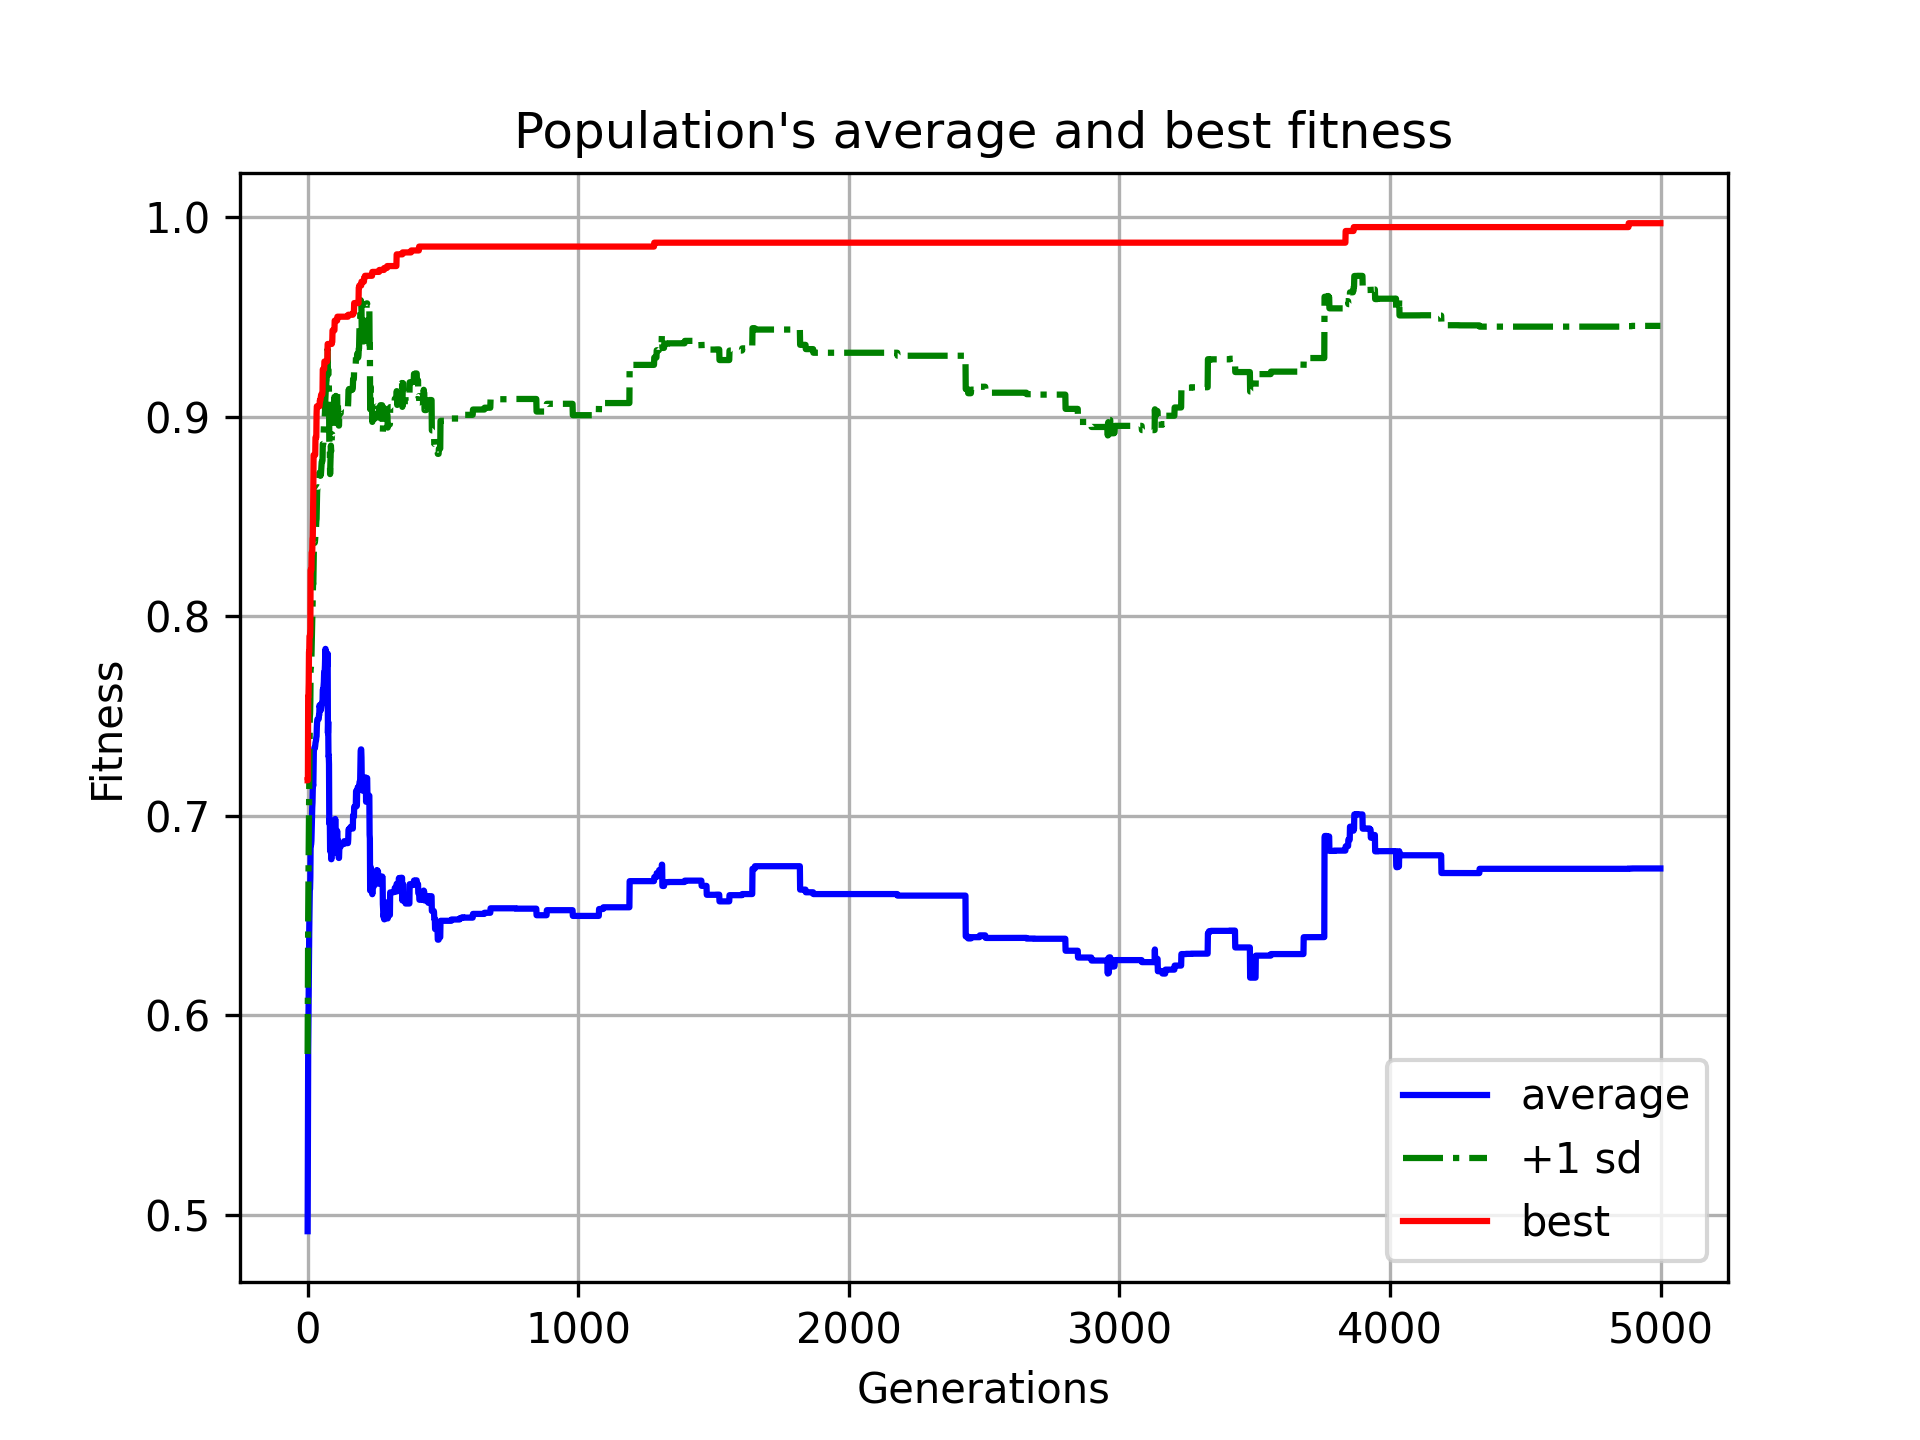 Population's average and best fitness
Fitness
1.0
0.9
0.8
0.7
0.6
0.5
average
+1 sd
best
0 1000 2000 3000 4000 5000
Generations